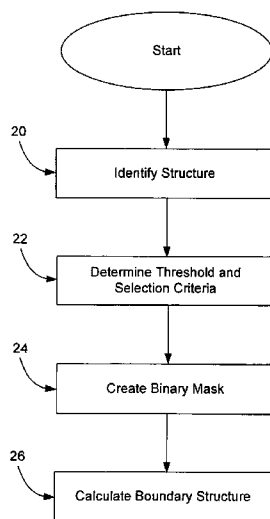 Start
20
Identify Structure
22
Determine Threshold and
Selection Criteria
24
Create Binary Mask
26
Calculate Boundary Structure